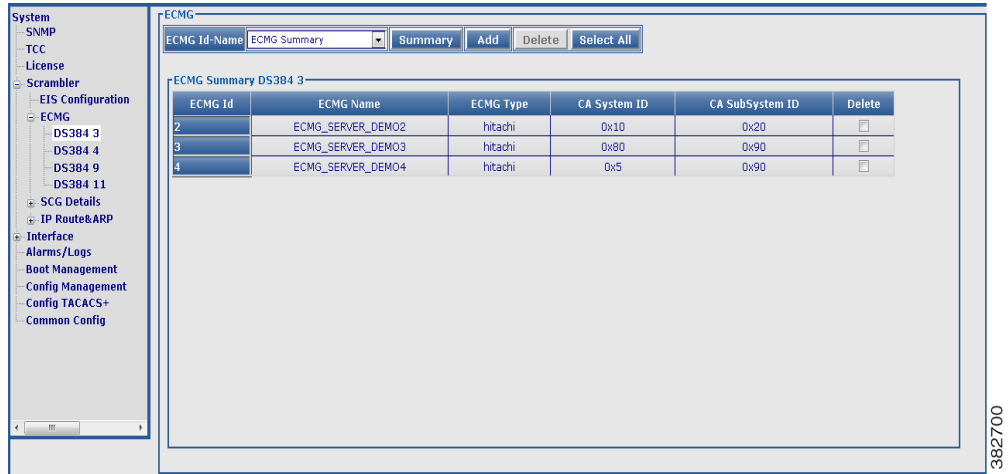 System
SNMP
TCC
License
Scrambler
EIS Configuration
ECMG
DS384 3
DS384 4
DS384 9
DS384 11
SCG Details
IP Route&ARP
Interface
Alarms/Logs
Boot Management
Config Management
Config TACACS+
Common Config
ECMG
ECMG Id-Name ECMG Summary Summary Add Delete Select All
ECMG Summary DS384 3
ECMG Id ECMG Name ECMG Type CA System ID CA SubSystem ID Delete
2 ECMG_SERVER_DEMO2 hitachi 0x10 0x20
3 ECMG_SERVER_DEMO3 hitachi 0x80 0x90
4 ECMG_SERVER_DEMO4 hitachi 0x5 0x90
382700